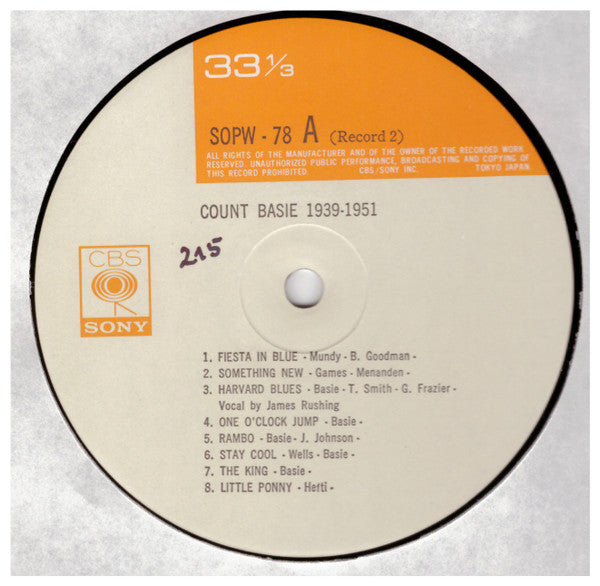 33 1/3
SOPW - 78 A (Record 2)
ALL RIGHTS OF THE MANUFACTURER AND OF THE OWNER OF THE RECORDED WORK
RESERVED. UNAUTHORIZED PUBLIC PERFORMANCE, BROADCASTING AND COPYING OF
THIS RECORD PROHIBITED. CBS/SONY INC. TOKYO JAPAN
COUNT BASIE 1939-1951
215
CBS
SONY
1. FIESTA IN BLUE - Mundy - B. Goodman -
2. SOMETHING NEW - Games - Menanden -
3. HARVARD BLUES - Basie - T. Smith - G. Frazier -
Vocal by James Rushing
4. ONE O'CLOCK JUMP - Basie -
5. RAMBO - Basie - J. Johnson -
6. STAY COOL - Wells - Basie -
7. THE KING - Basie -
8. LITTLE PONNY - Hefti -